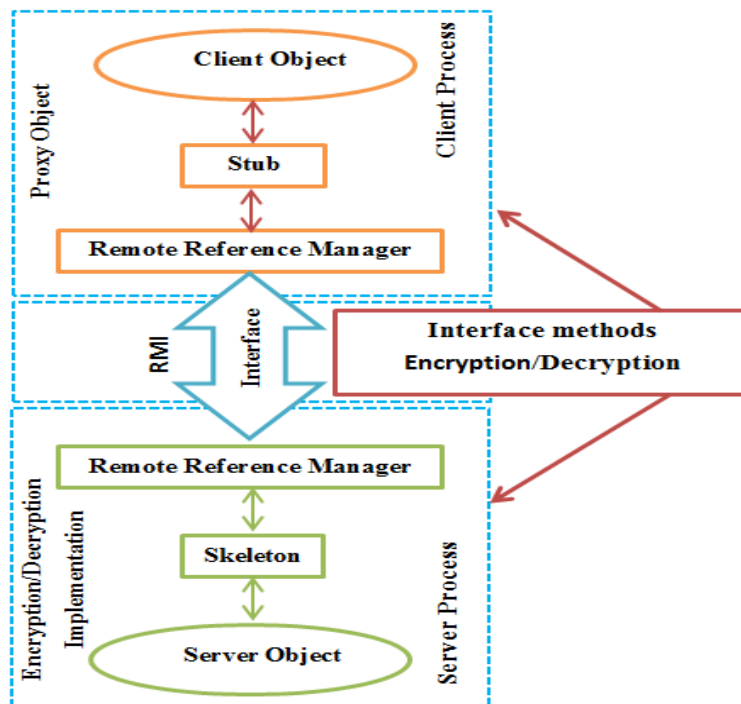 Client Object
Proxy Object
Client Process
Stub
Remote Reference Manager
RMI
Interface
Interface methods
Encryption/Decryption
Remote Reference Manager
Encryption/Decryption
Implementation
Skeleton
Server Process
Server Object